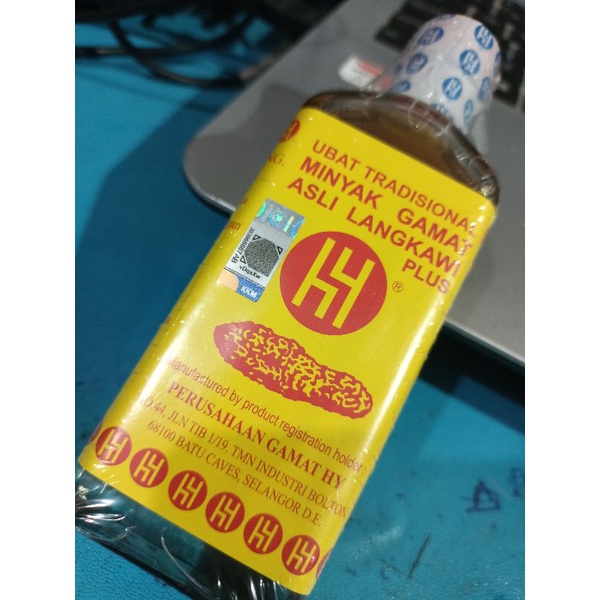 UBAT TRADISIONAL
MINYAK GAMAT
ASLI LANGKAWI
PLUS
HY
®
KKM
Manufactured by product registration holder:
PERUSAHAAN GAMAT HY
JLN TIB 1/19, TMN INDUSTRI BOLTON
68100 BATU CAVES, SELANGOR D.E.